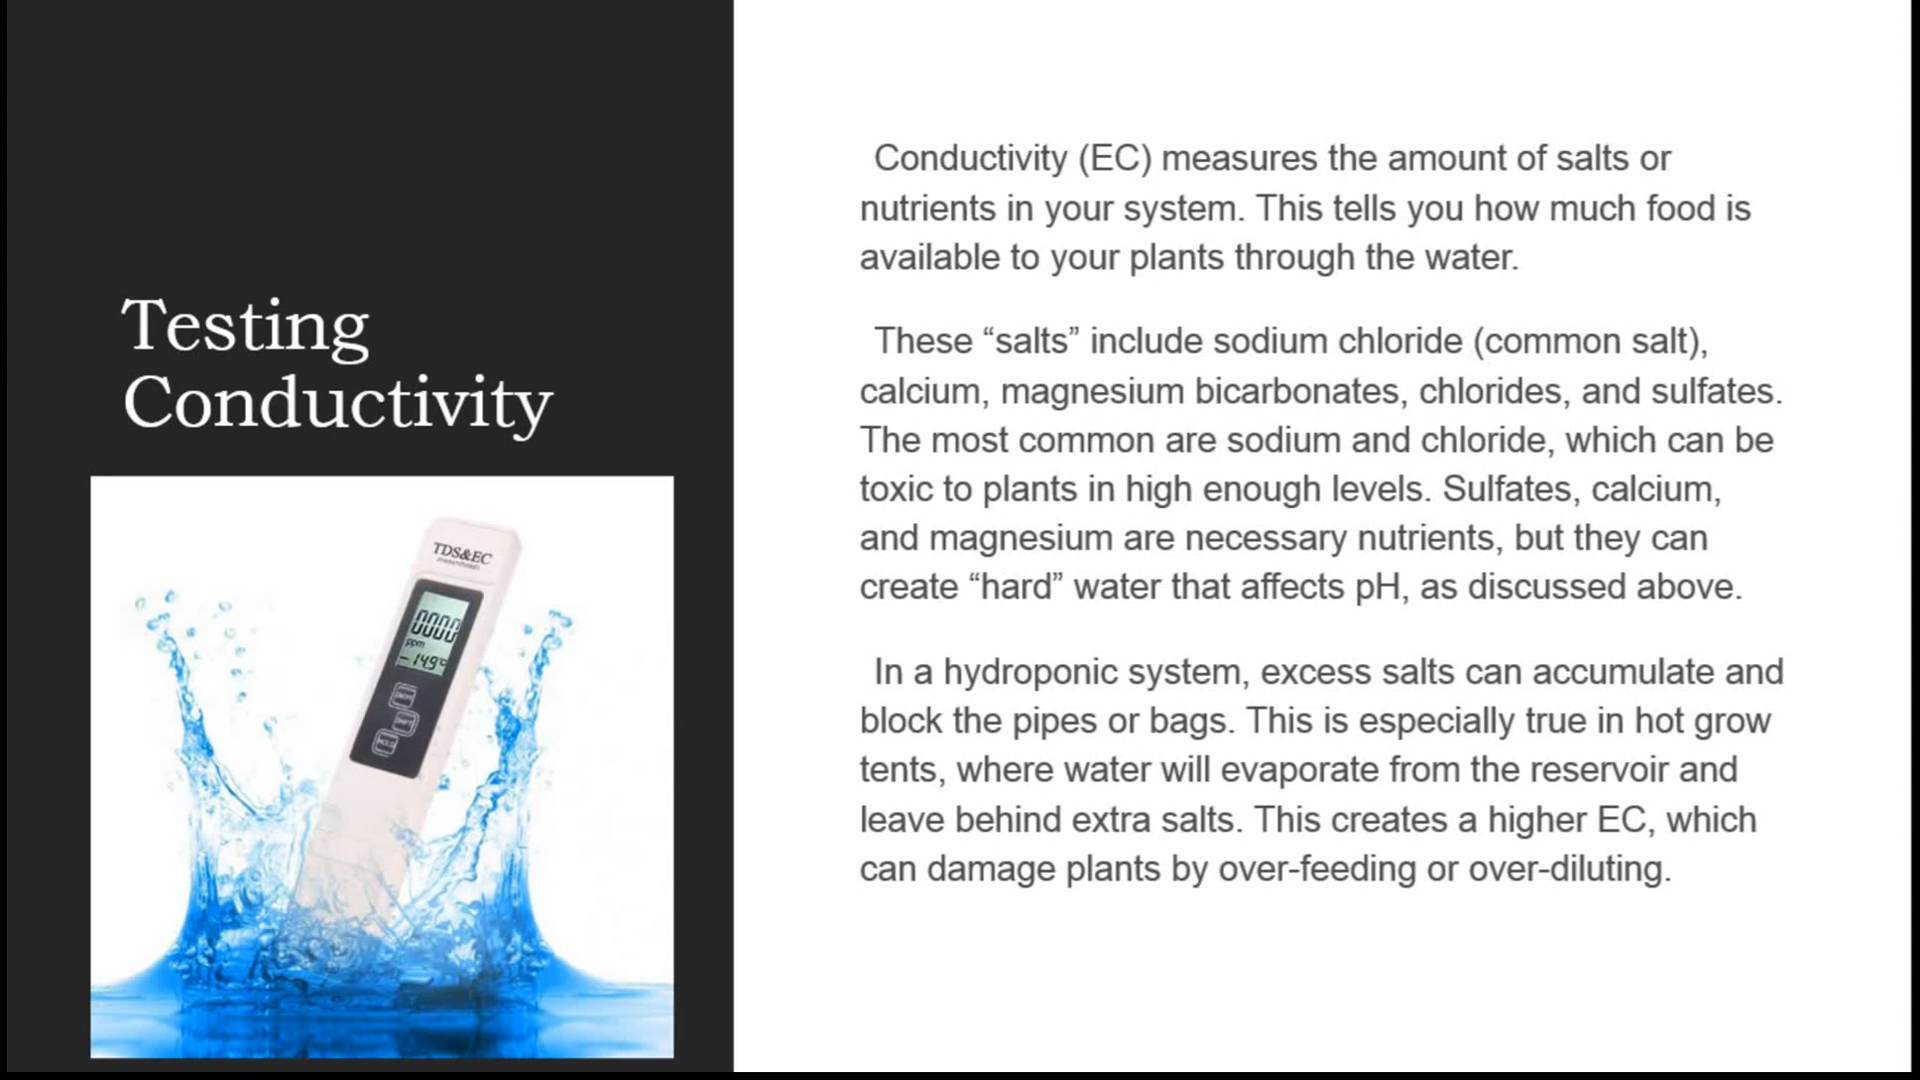 Testing
Conductivity
TDS&EC
0000
ppm
-14.9°
HOLD
Conductivity (EC) measures the amount of salts or
nutrients in your system. This tells you how much food is
available to your plants through the water.
These “salts” include sodium chloride (common salt),
calcium, magnesium bicarbonates, chlorides, and sulfates.
The most common are sodium and chloride, which can be
toxic to plants in high enough levels. Sulfates, calcium,
and magnesium are necessary nutrients, but they can
create “hard” water that affects pH, as discussed above.
In a hydroponic system, excess salts can accumulate and
block the pipes or bags. This is especially true in hot grow
tents, where water will evaporate from the reservoir and
leave behind extra salts. This creates a higher EC, which
can damage plants by over-feeding or over-diluting.